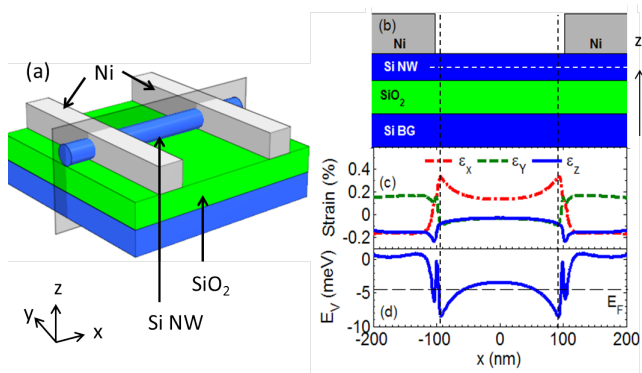 (a)
Ni
SiO2
Si NW
z
y
x
(b)
Ni
Ni
z
Si NW
SiO2
Si BG
εx
εY
εz
0.4
0.2
0
-0.2
Strain (%)
(c)
0
-5
-10
EV (meV)
(d)
EF
-200
-100
0
100
200
x (nm)